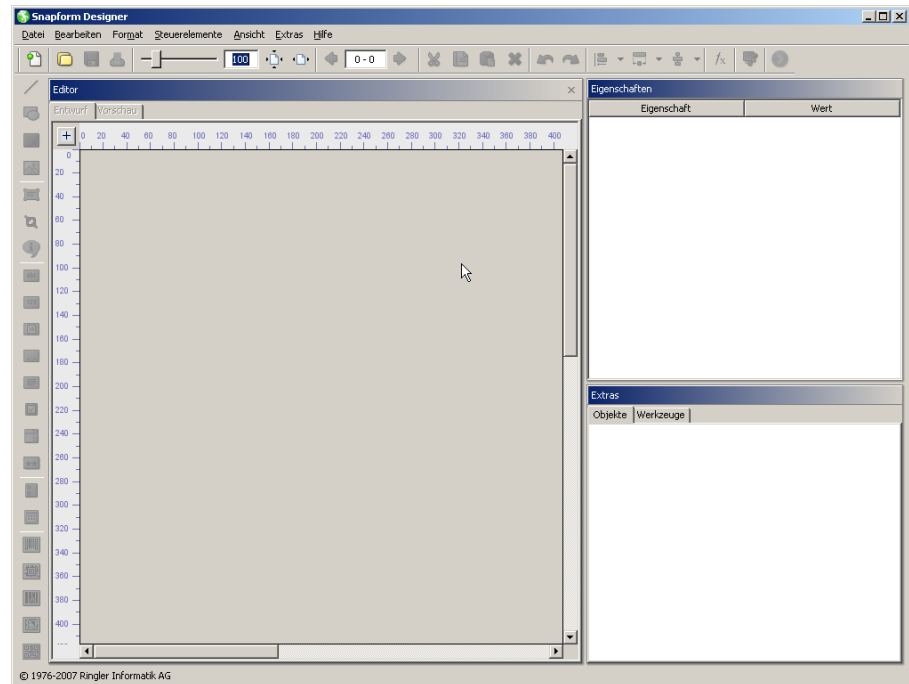 Snapform Designer
Datei Bearbeiten Format Steuerelemente Ansicht Extras Hilfe
100 0 - 0
Editor
Entwurf Vorschau
0 20 40 60 80 100 120 140 160 180 200 220 240 260 280 300 320 340 360 380 400
0
20
40
60
80
100
120
140
160
180
200
220
240
260
280
300
320
340
360
380
400
Eigenschaften
Eigenschaft Wert
Extras
Objekte Werkzeuge
© 1976-2007 Ringler Informatik AG